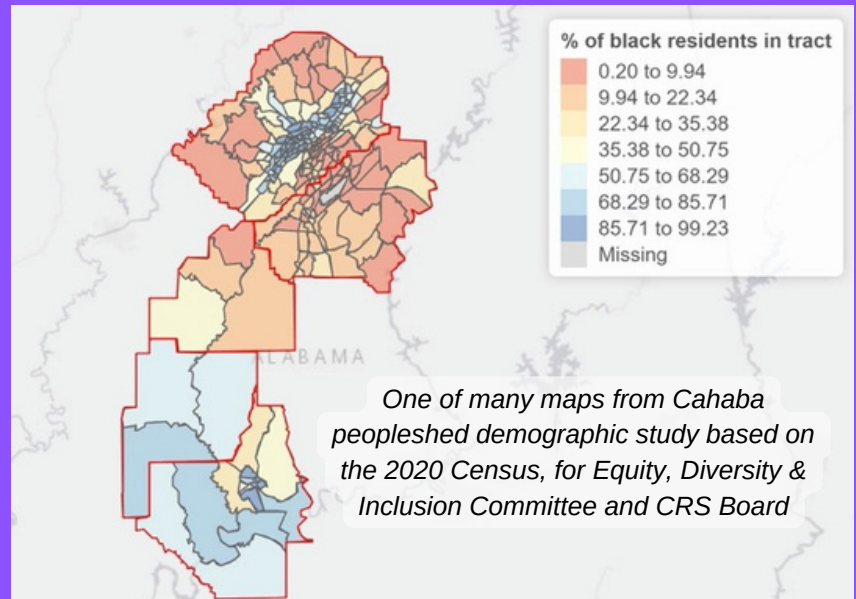 % of black residents in tract
0.20 to 9.94
9.94 to 22.34
22.34 to 35.38
35.38 to 50.75
50.75 to 68.29
68.29 to 85.71
85.71 to 99.23
Missing
ALABAMA
One of many maps from Cahaba
peopleshed demographic study based on
the 2020 Census, for Equity, Diversity &
Inclusion Committee and CRS Board